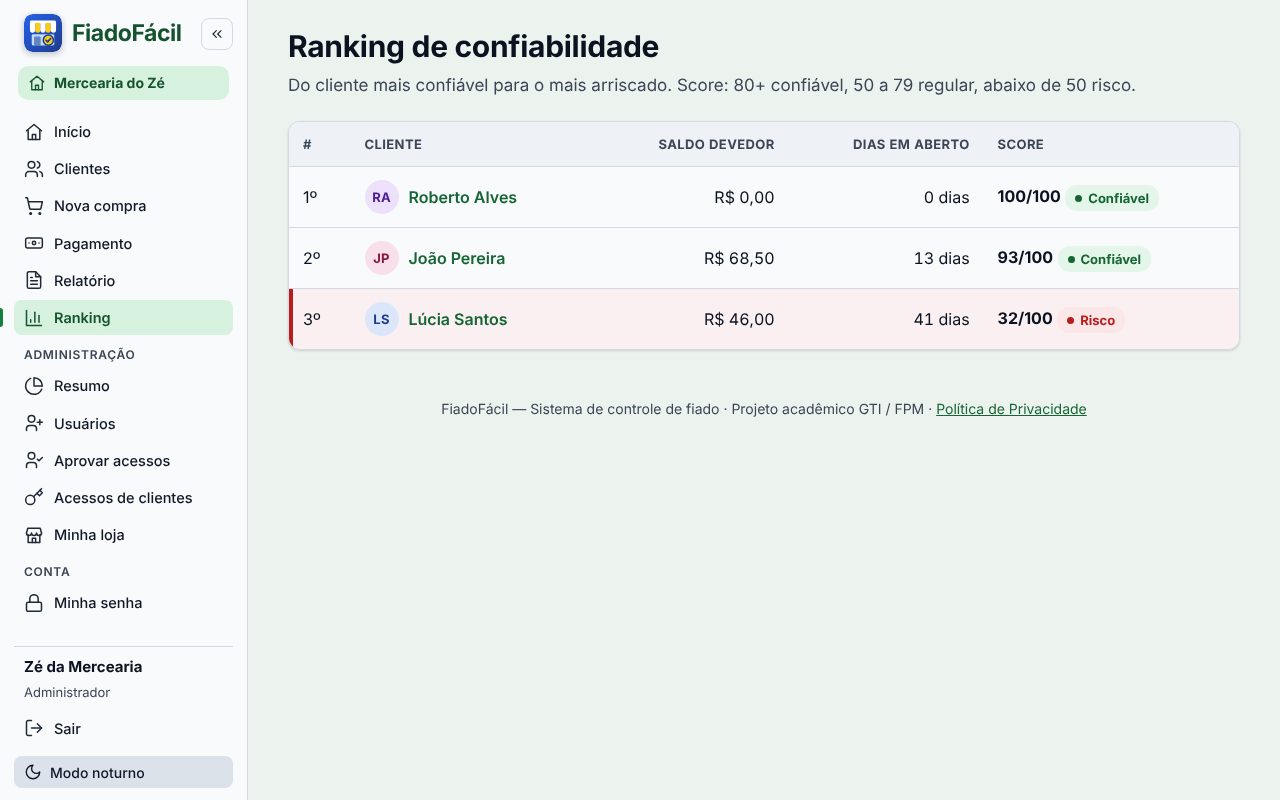 FiadoFácil
«
Mercearia do Zé
Início
Clientes
Nova compra
Pagamento
Relatório
Ranking
ADMINISTRAÇÃO
Resumo
Usuários
Aprovar acessos
Acessos de clientes
Minha loja
CONTA
Minha senha
Zé da Mercearia
Administrador
Sair
Modo noturno
Ranking de confiabilidade
Do cliente mais confiável para o mais arriscado. Score: 80+ confiável, 50 a 79 regular, abaixo de 50 risco.
# CLIENTE SALDO DEVEDOR DIAS EM ABERTO SCORE
1º RA Roberto Alves R$ 0,00 0 dias 100/100 Confiável
2º JP João Pereira R$ 68,50 13 dias 93/100 Confiável
3º LS Lúcia Santos R$ 46,00 41 dias 32/100 Risco
FiadoFácil — Sistema de controle de fiado · Projeto acadêmico GTI / FPM · Política de Privacidade